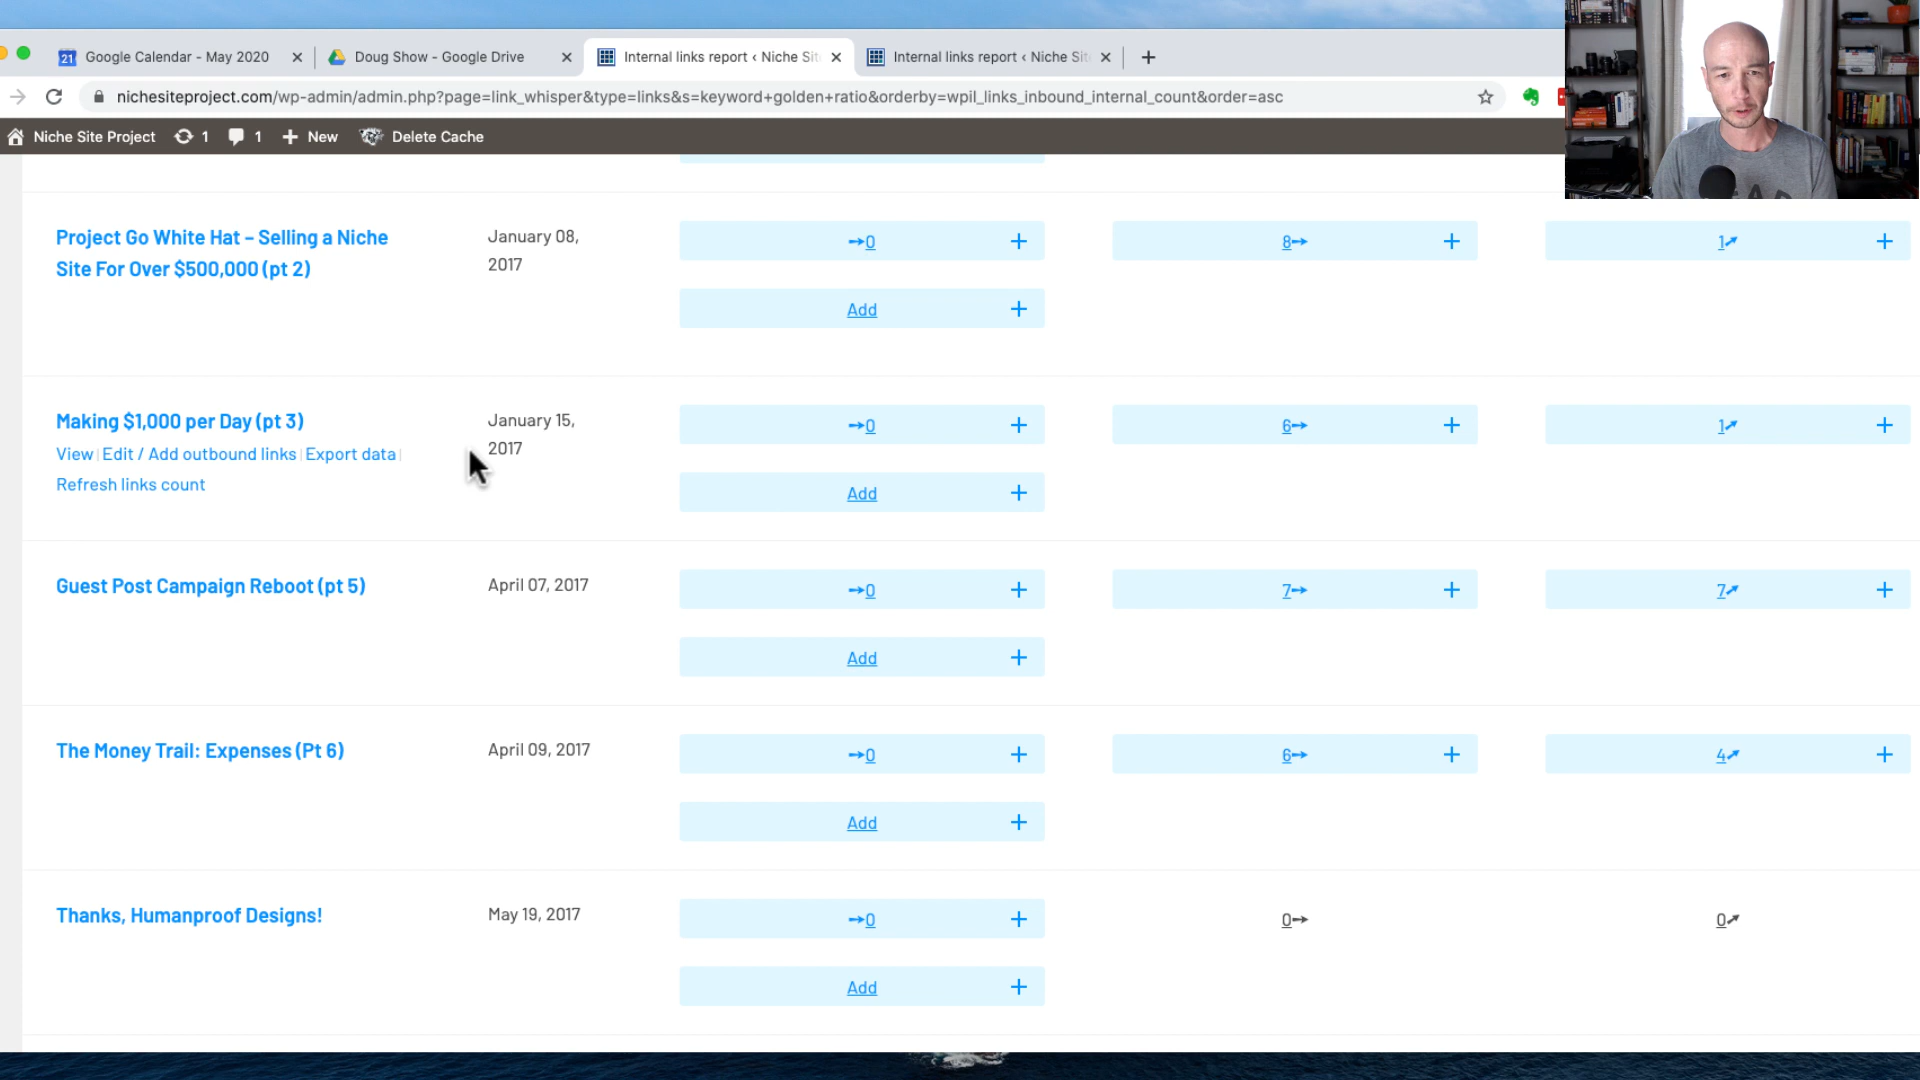 21 Google Calendar - May 2020
Doug Show - Google Drive
Internal links report ‹ Niche Sit
Internal links report ‹ Niche Sit
nichesiteproject.com/wp-admin/admin.php?page=link_whisper&type=links&s=keyword+golden+ratio&orderby=wpil_links_inbound_internal_count&order=asc
Niche Site Project 1 1 + New Delete Cache
Project Go White Hat – Selling a Niche
Site For Over $500,000 (pt 2)
January 08,
2017
→0 +
8→ +
1↗ +
Add +
Making $1,000 per Day (pt 3)
View | Edit / Add outbound links | Export data |
Refresh links count
January 15,
2017
→0 +
6→ +
1↗ +
Add +
Guest Post Campaign Reboot (pt 5)
April 07, 2017
→0 +
7→ +
7↗ +
Add +
The Money Trail: Expenses (Pt 6)
April 09, 2017
→0 +
6→ +
4↗ +
Add +
Thanks, Humanproof Designs!
May 19, 2017
→0 +
0→
0↗
Add +